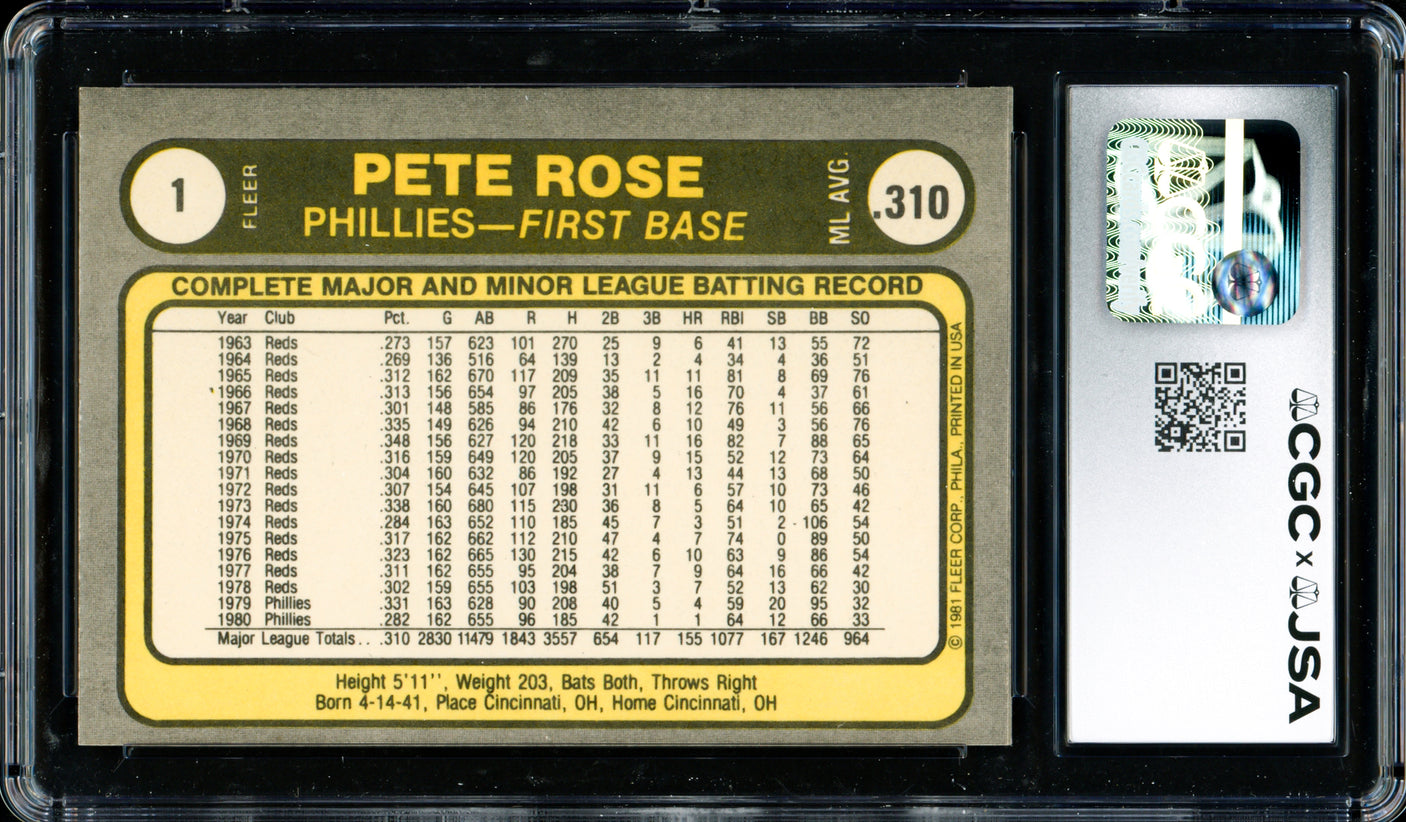 1
FLEER
PETE ROSE
PHILLIES—FIRST BASE
ML AVG.
.310
COMPLETE MAJOR AND MINOR LEAGUE BATTING RECORD
Year Club Pct. G AB R H 2B 3B HR RBI SB BB SO
1963 Reds .273 157 623 101 270 25 9 6 41 13 55 72
1964 Reds .269 136 516 64 139 13 2 4 34 4 36 51
1965 Reds .312 162 670 117 209 35 11 11 81 8 69 76
1966 Reds .313 156 654 97 205 38 5 16 70 4 37 61
1967 Reds .301 148 585 86 176 32 8 12 76 11 56 66
1968 Reds .335 149 626 94 210 42 6 10 49 3 56 76
1969 Reds .348 156 627 120 218 33 11 16 82 7 88 65
1970 Reds .316 159 649 120 205 37 9 15 52 12 73 64
1971 Reds .304 160 632 86 192 27 4 13 44 13 68 50
1972 Reds .307 154 645 107 198 31 11 6 57 10 73 46
1973 Reds .338 160 680 115 230 36 8 5 64 10 65 42
1974 Reds .284 163 652 110 185 45 7 3 51 2 106 54
1975 Reds .317 162 662 112 210 47 4 7 74 0 89 50
1976 Reds .323 162 665 130 215 42 6 10 63 9 86 54
1977 Reds .311 162 655 95 204 38 7 9 64 16 66 42
1978 Reds .302 159 655 103 198 51 3 7 52 13 62 30
1979 Phillies .331 163 628 90 208 40 5 4 59 20 95 32
1980 Phillies .282 162 655 96 185 42 1 1 64 12 66 33
Major League Totals... .310 2830 11479 1843 3557 654 117 155 1077 167 1246 964
© 1981 FLEER CORP., PHILA., PRINTED IN USA
Height 5'11'', Weight 203, Bats Both, Throws Right
Born 4-14-41, Place Cincinnati, OH, Home Cincinnati, OH
CGC x JSA